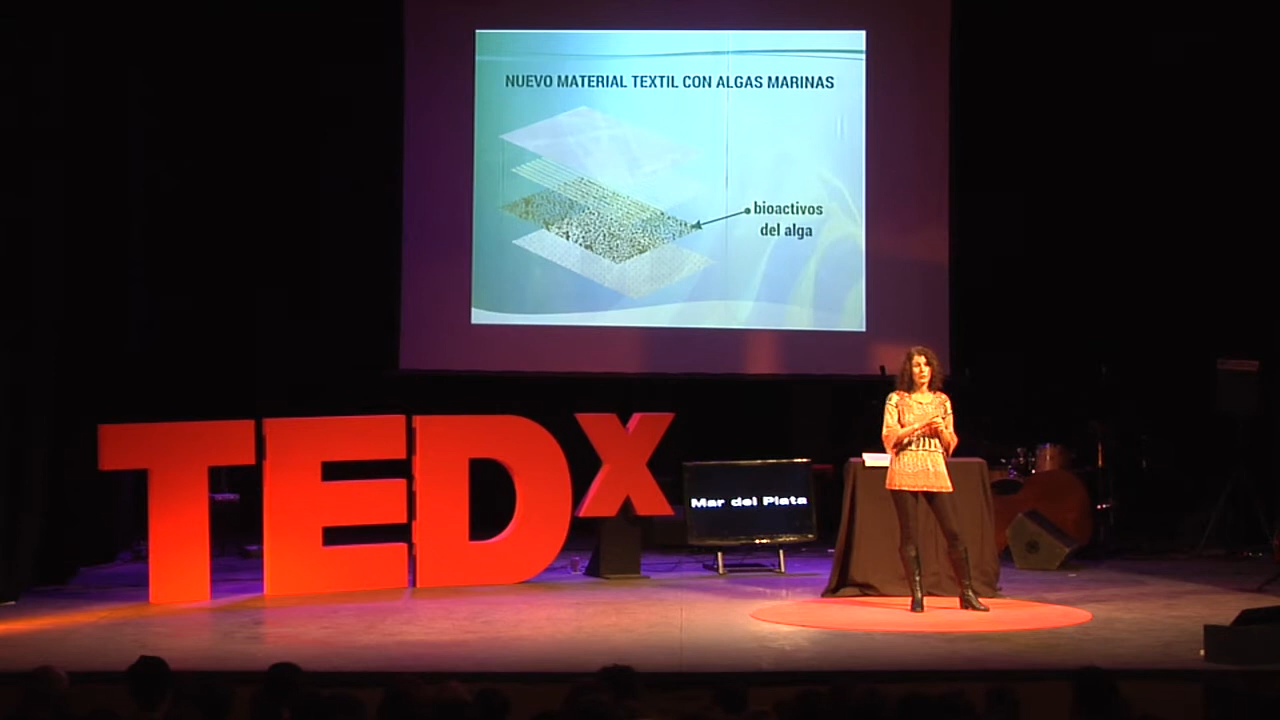 NUEVO MATERIAL TEXTIL CON ALGAS MARINAS
bioactivos
del alga
TEDx
Mar del Plata